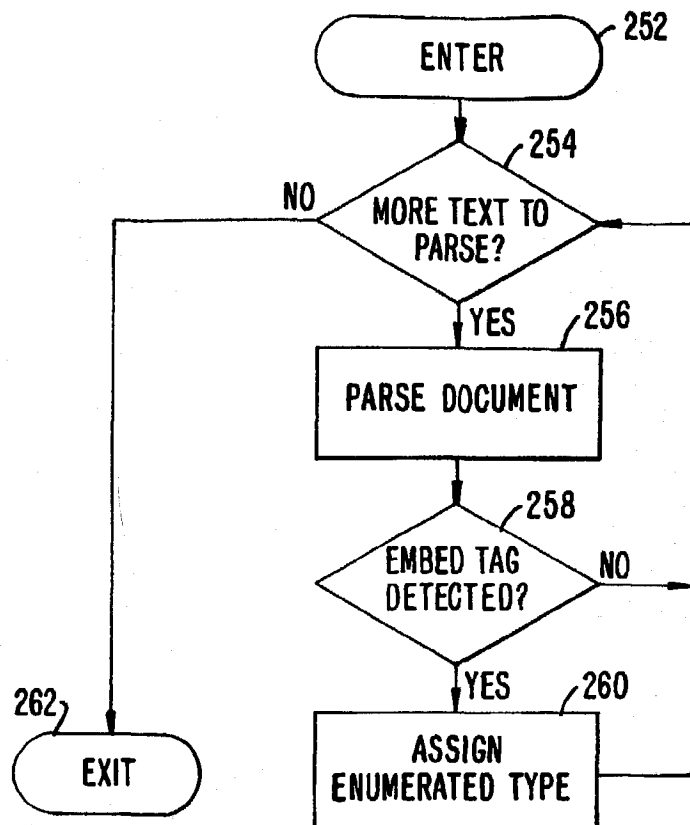 252
ENTER
254
NO
MORE TEXT TO
PARSE?
YES
256
PARSE DOCUMENT
258
EMBED TAG
DETECTED?
NO
YES
260
262
ASSIGN
ENUMERATED TYPE
EXIT